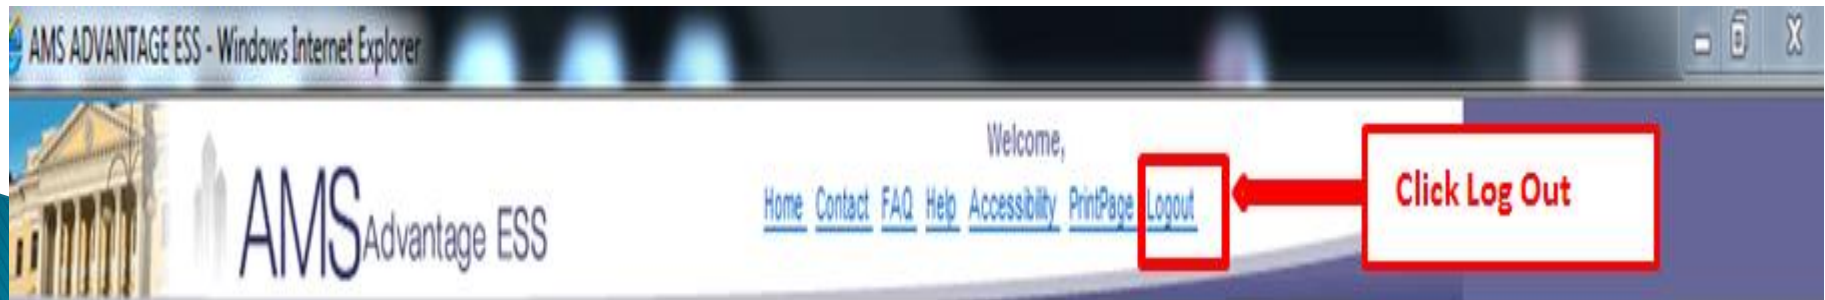 AMS ADVANTAGE ESS - Windows Internet Explorer
Welcome,
AMS Advantage ESS
Home Contact FAQ Help Accessibility PrintPage Logout
Click Log Out